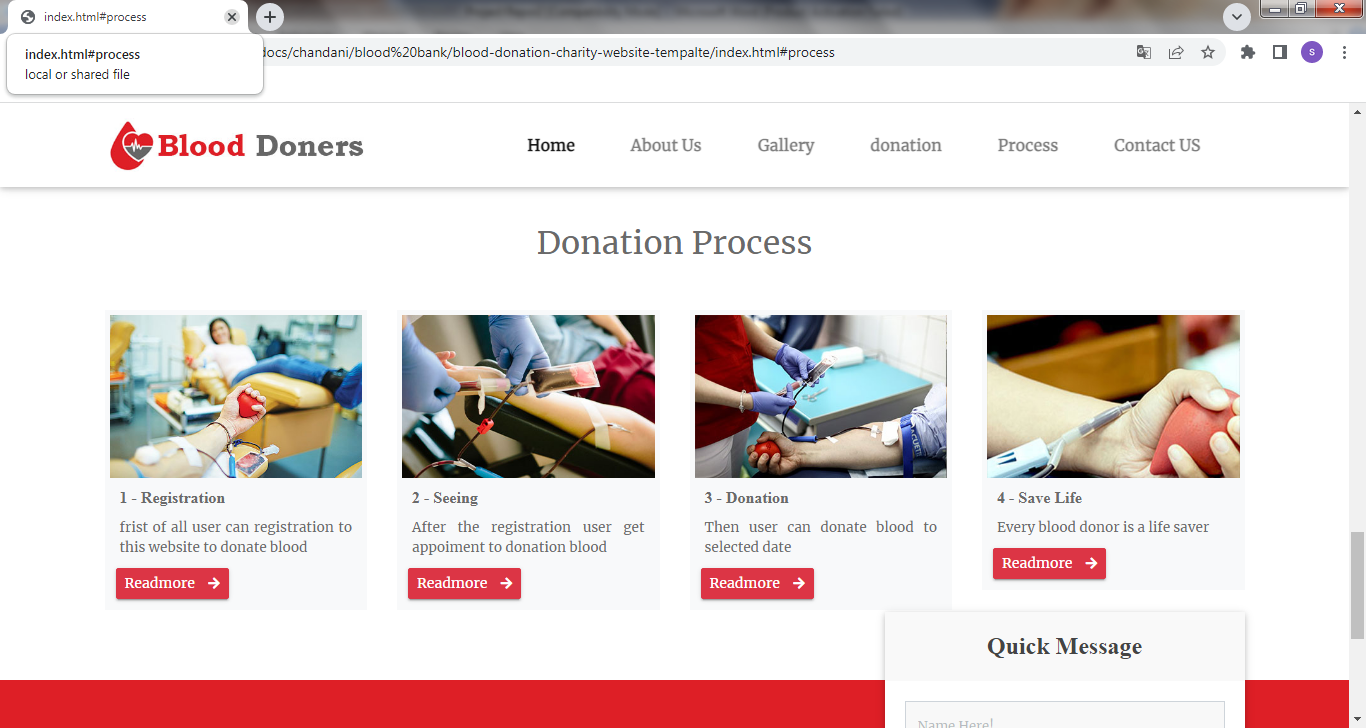 index.html#process
index.html#process
local or shared file
docs/chandani/blood%20bank/blood-donation-charity-website-tempalte/index.html#process
s
Blood Doners
Home
About Us
Gallery
donation
Process
Contact US
Donation Process
1 - Registration
frist of all user can registration to
this website to donate blood
Readmore
2 - Seeing
After the registration user get
appoiment to donation blood
Readmore
3 - Donation
Then user can donate blood to
selected date
Readmore
4 - Save Life
Every blood donor is a life saver
Readmore
Quick Message
Name Here!